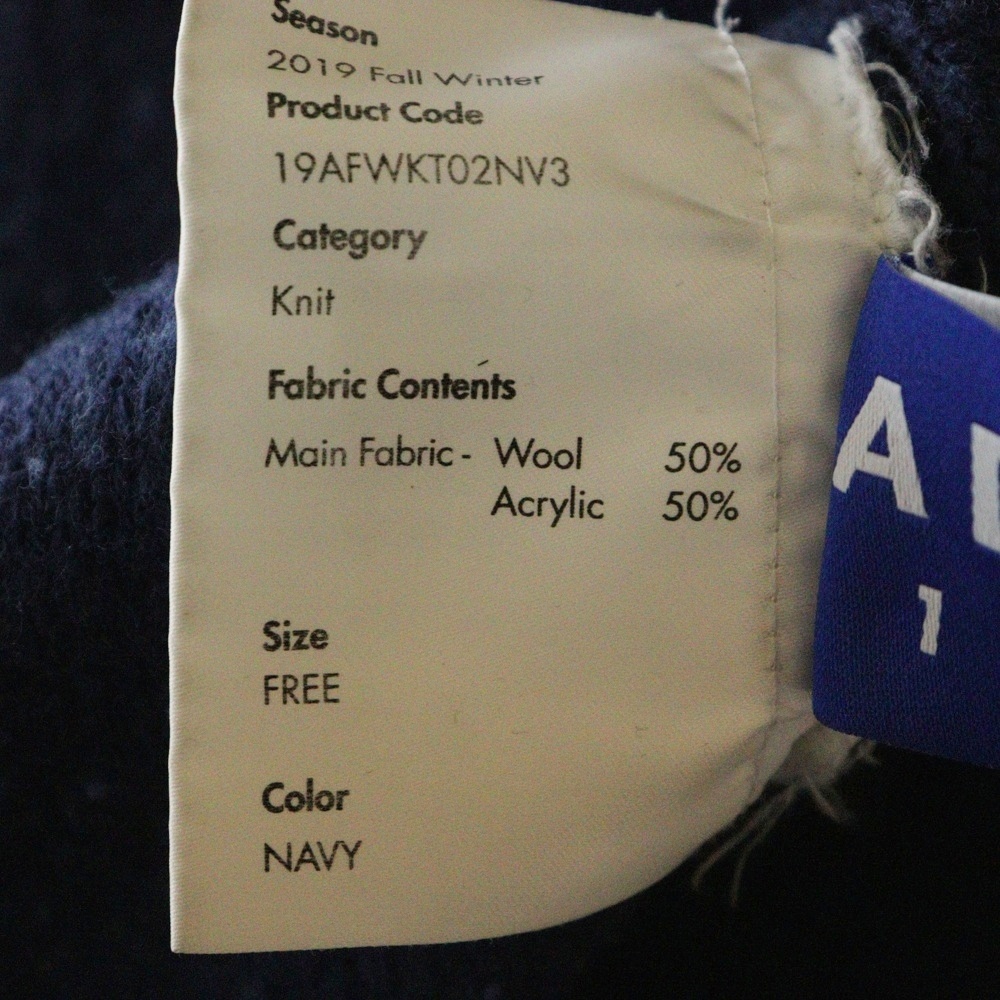 Season
2019 Fall Winter
Product Code
19AFWKT02NV3
Category
Knit
Fabric Contents
Main Fabric - Wool 50%
Acrylic 50%
Size
FREE
Color
NAVY
A
1